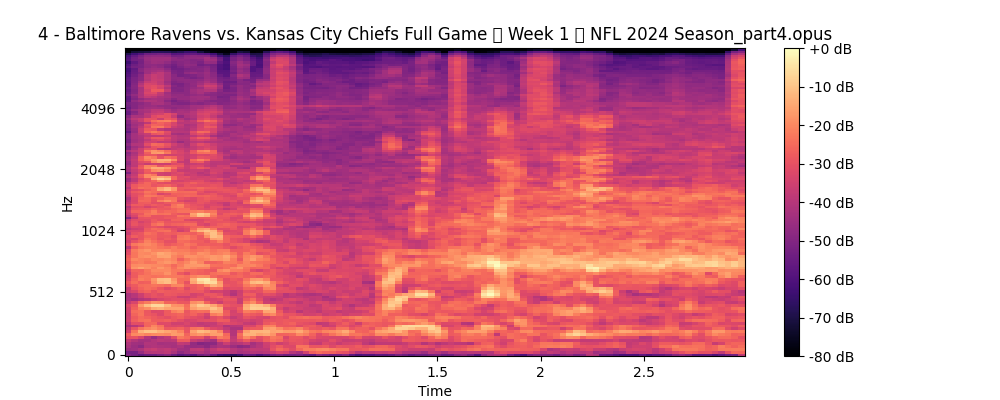 4 - Baltimore Ravens vs. Kansas City Chiefs Full Game ▯ Week 1 ▯ NFL 2024 Season_part4.opus
+0 dB
4096
-10 dB
-20 dB
2048
-30 dB
Hz
1024
-40 dB
-50 dB
512
-60 dB
-70 dB
0
-80 dB
0
0.5
1
1.5
2
2.5
Time